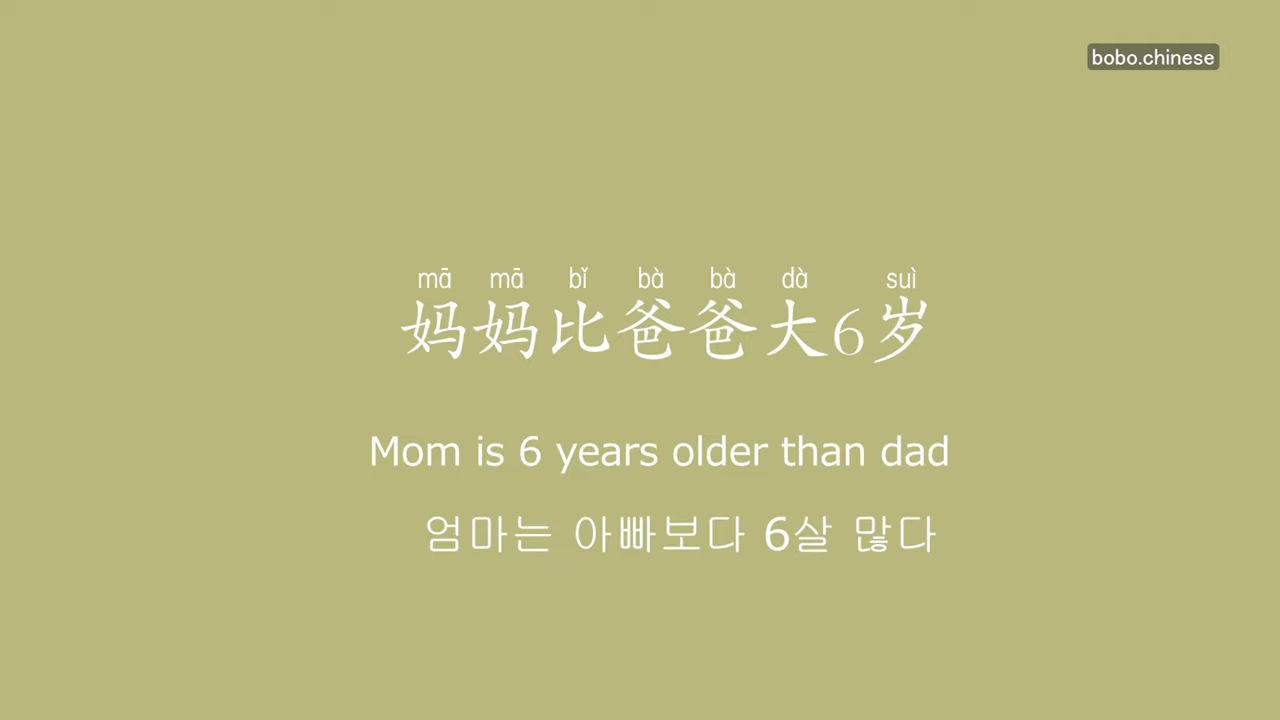 bobo.chinese
mā mā bǐ bà bà dà suì
妈妈比爸爸大6岁
Mom is 6 years older than dad
엄마는 아빠보다 6살 많다